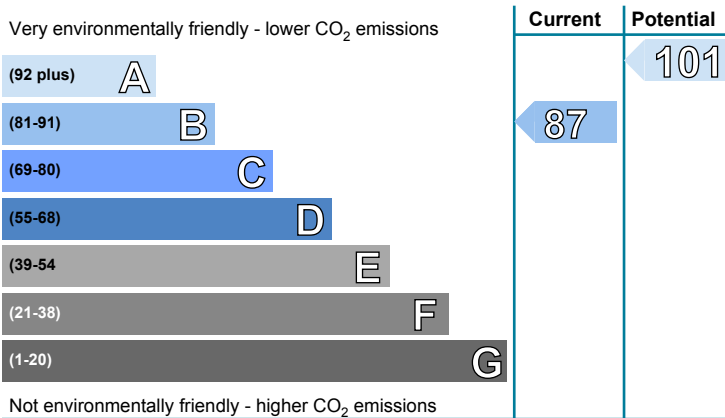 Very environmentally friendly - lower CO2 emissions
Current
Potential
(92 plus) A
101
(81-91) B
87
(69-80) C
(55-68) D
(39-54 E
(21-38) F
(1-20) G
Not environmentally friendly - higher CO2 emissions